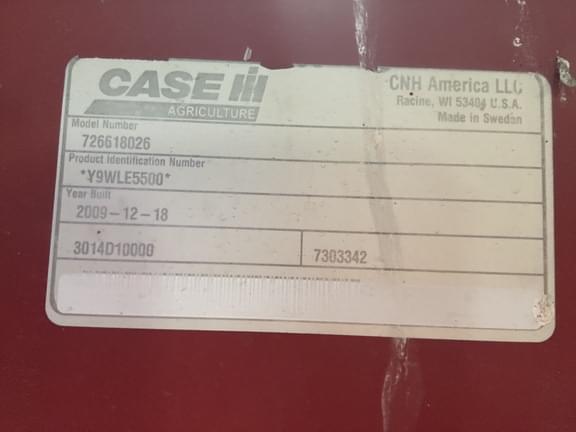 CASE IH
AGRICULTURE
CNH America LLC
Racine, WI 53404 U.S.A.
Made in Sweden
Model Number
726618026
Product Identification Number
*Y9WLE5500*
Year Built
2009-12-18
3014D10000
7303342